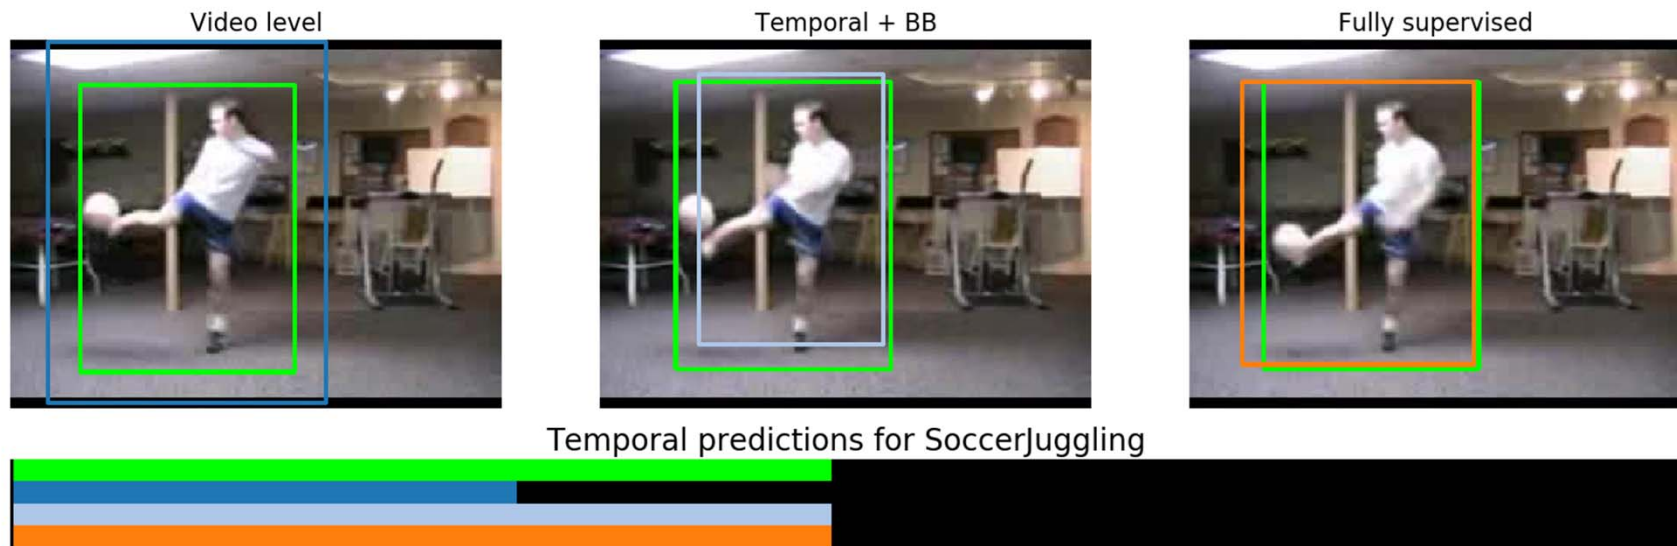 Video level
Temporal + BB
Fully supervised
Temporal predictions for SoccerJuggling